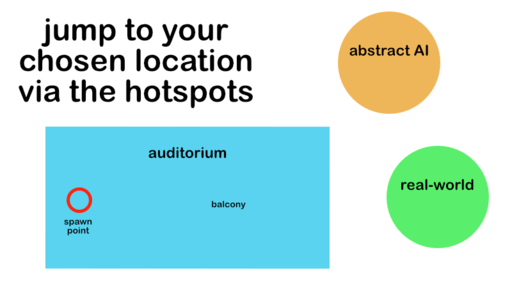 jump to your
chosen location
via the hotspots
abstract AI
auditorium
real-world
balcony
spawn
point